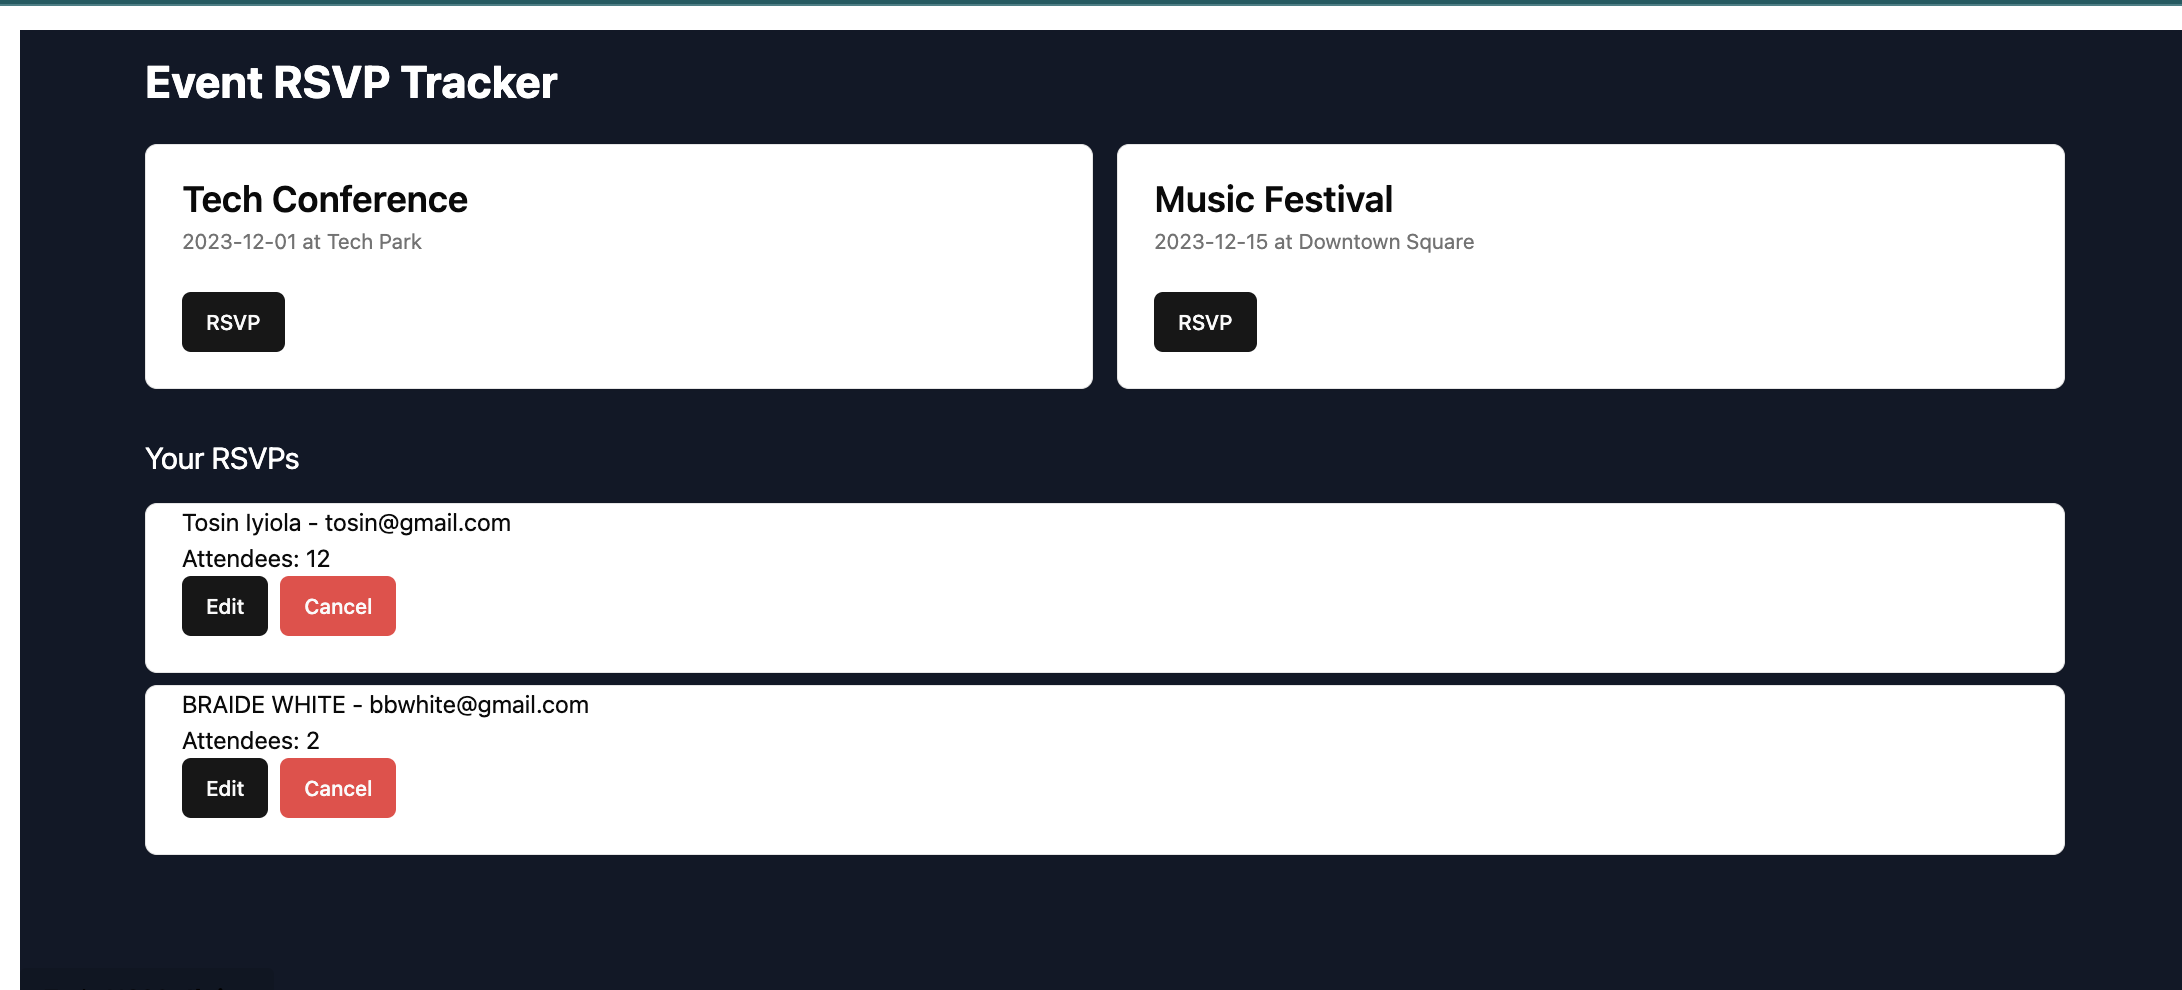 Event RSVP Tracker
Tech Conference
2023-12-01 at Tech Park
RSVP
Music Festival
2023-12-15 at Downtown Square
RSVP
Your RSVPs
Tosin Iyiola - tosin@gmail.com
Attendees: 12
Edit
Cancel
BRAIDE WHITE - bbwhite@gmail.com
Attendees: 2
Edit
Cancel